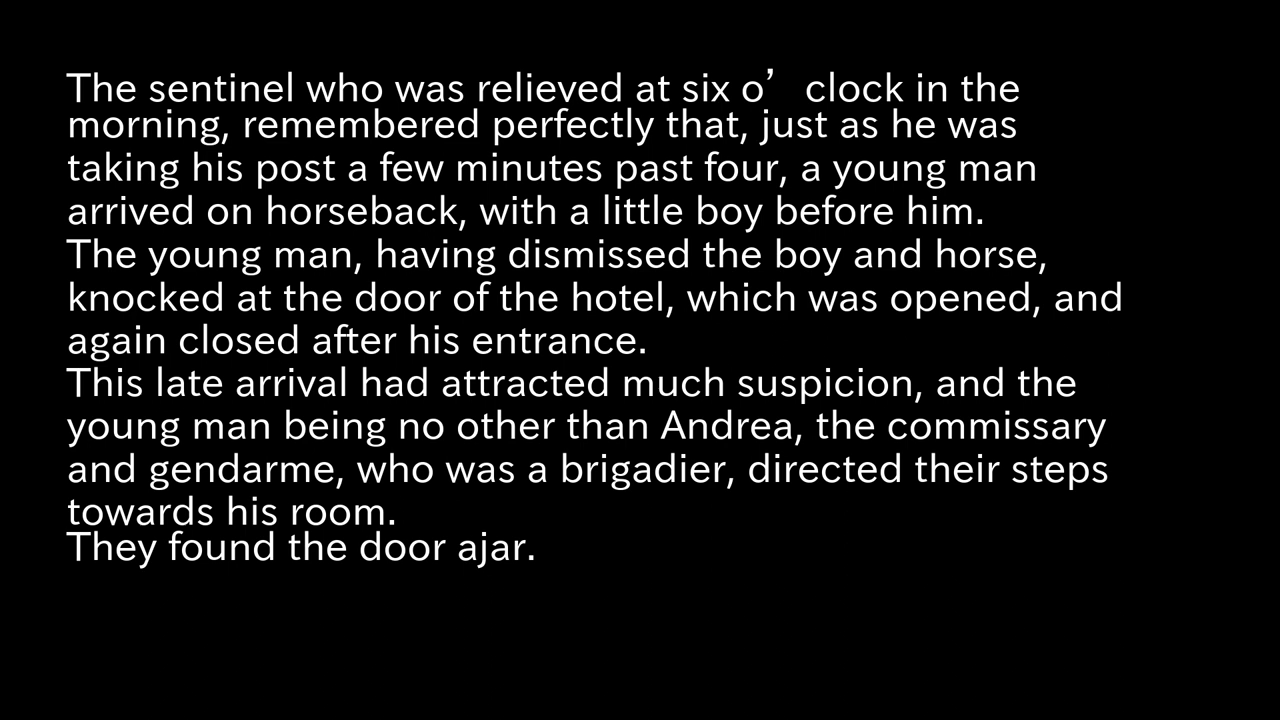 The sentinel who was relieved at six o’ clock in the
morning, remembered perfectly that, just as he was
taking his post a few minutes past four, a young man
arrived on horseback, with a little boy before him.
The young man, having dismissed the boy and horse,
knocked at the door of the hotel, which was opened, and
again closed after his entrance.
This late arrival had attracted much suspicion, and the
young man being no other than Andrea, the commissary
and gendarme, who was a brigadier, directed their steps
towards his room.
They found the door ajar.